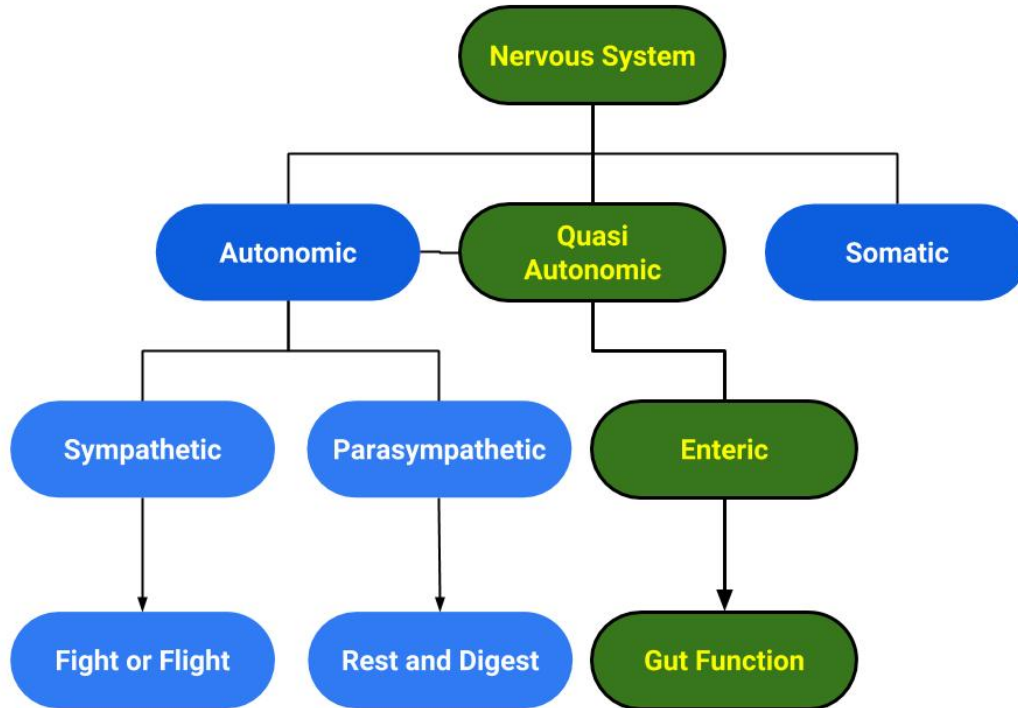 Nervous System
Autonomic
Quasi
Autonomic
Somatic
Sympathetic
Parasympathetic
Enteric
Fight or Flight
Rest and Digest
Gut Function